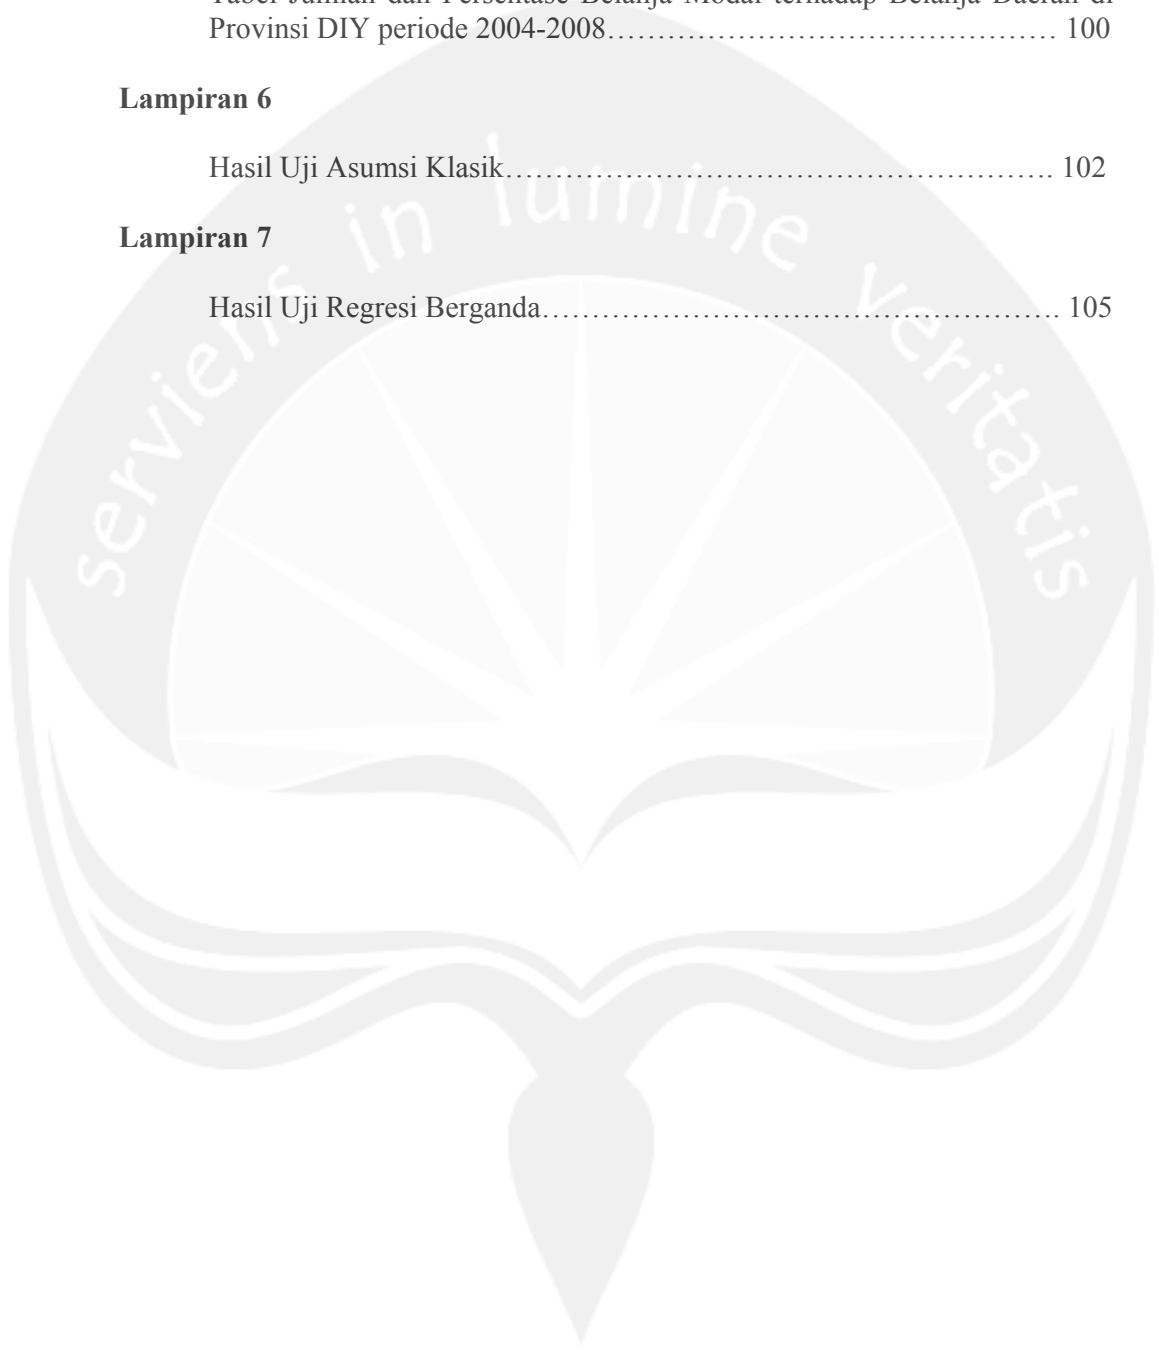 Tabel Jumlah dan Persentase Belanja Modal terhadap Belanja Daerah di
Provinsi DIY periode 2004-2008………………………………………. 100
Lampiran 6
Hasil Uji Asumsi Klasik………………………………………………. 102
Lampiran 7
Hasil Uji Regresi Berganda……………………………………………. 105
serviens in lumine veritatis